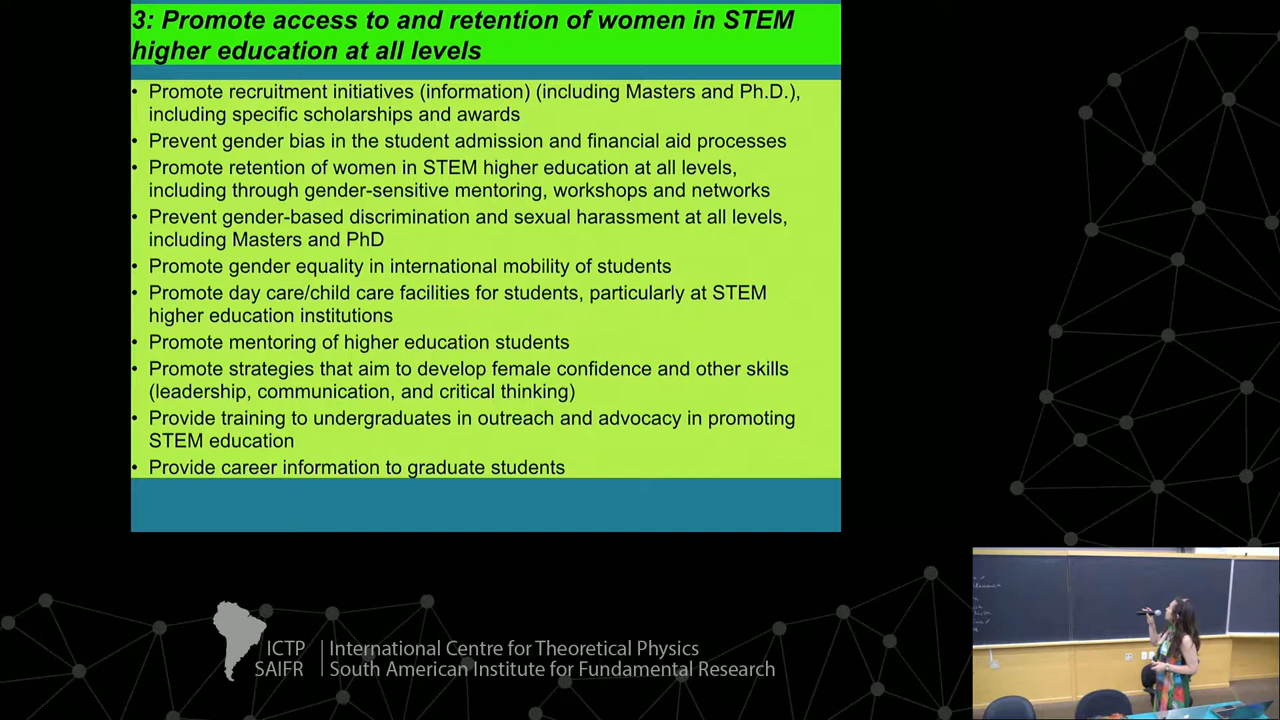 3: Promote access to and retention of women in STEM
higher education at all levels
• Promote recruitment initiatives (information) (including Masters and Ph.D.),
including specific scholarships and awards
• Prevent gender bias in the student admission and financial aid processes
• Promote retention of women in STEM higher education at all levels,
including through gender-sensitive mentoring, workshops and networks
• Prevent gender-based discrimination and sexual harassment at all levels,
including Masters and PhD
• Promote gender equality in international mobility of students
• Promote day care/child care facilities for students, particularly at STEM
higher education institutions
• Promote mentoring of higher education students
• Promote strategies that aim to develop female confidence and other skills
(leadership, communication, and critical thinking)
• Provide training to undergraduates in outreach and advocacy in promoting
STEM education
• Provide career information to graduate students
ICTP
SAIFR
International Centre for Theoretical Physics
South American Institute for Fundamental Research